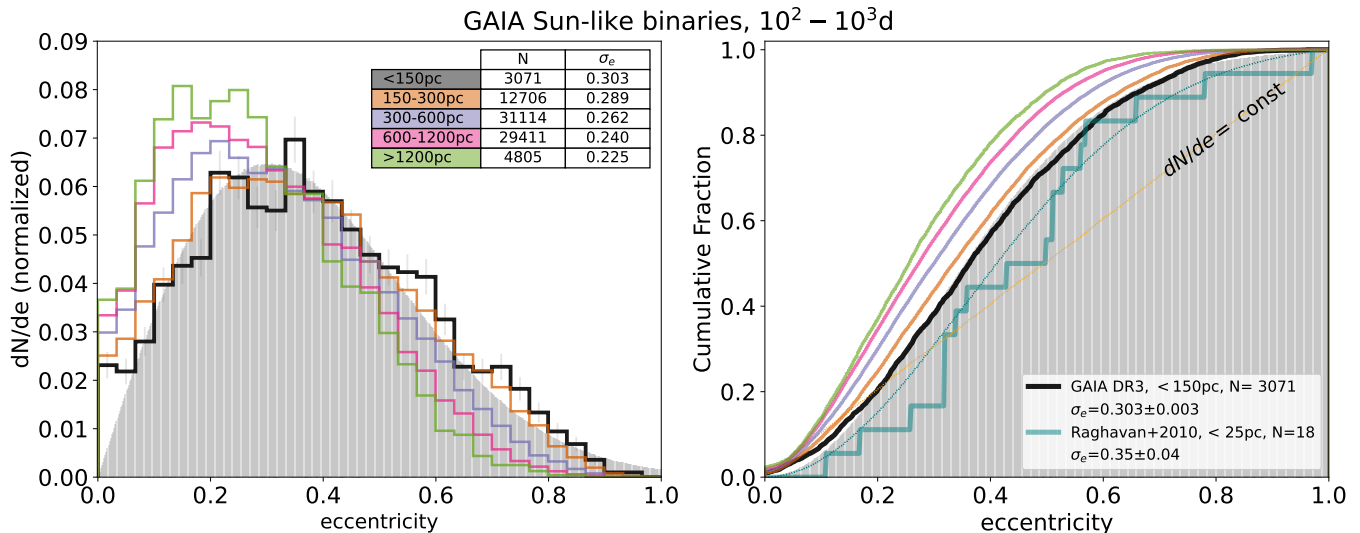 GAIA Sun-like binaries, 10² − 10³d
0.09
0.08
0.07
0.06
0.05
0.04
0.03
0.02
0.01
0.00
dN/de (normalized)
N σₑ
<150pc 3071 0.303
150-300pc 12706 0.289
300-600pc 31114 0.262
600-1200pc 29411 0.240
>1200pc 4805 0.225
0.0 0.2 0.4 0.6 0.8 1.0
eccentricity
1.0
0.8
0.6
0.4
0.2
0.0
Cumulative Fraction
dN/de = const
GAIA DR3, < 150pc, N= 3071
σₑ=0.303±0.003
Raghavan+2010, < 25pc, N=18
σₑ=0.35±0.04
0.0 0.2 0.4 0.6 0.8 1.0
eccentricity